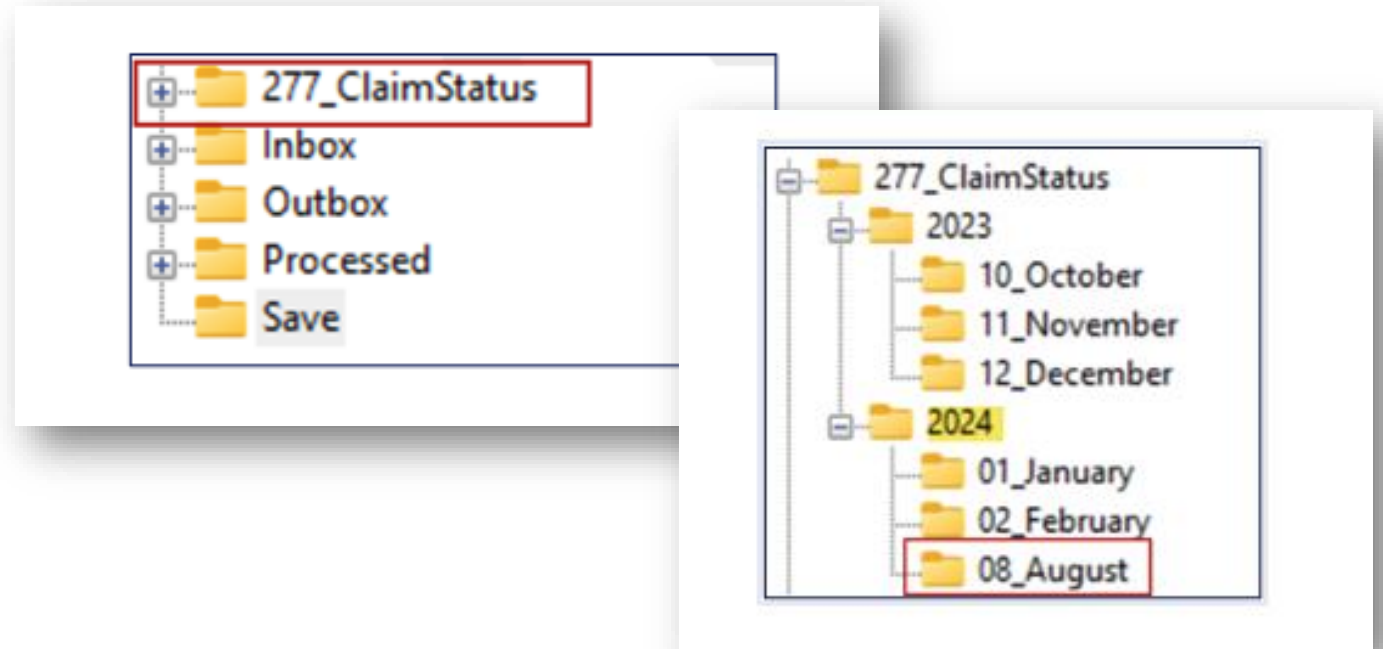 277_ClaimStatus
Inbox
Outbox
Processed
Save
277_ClaimStatus
2023
10_October
11_November
12_December
2024
01_January
02_February
08_August